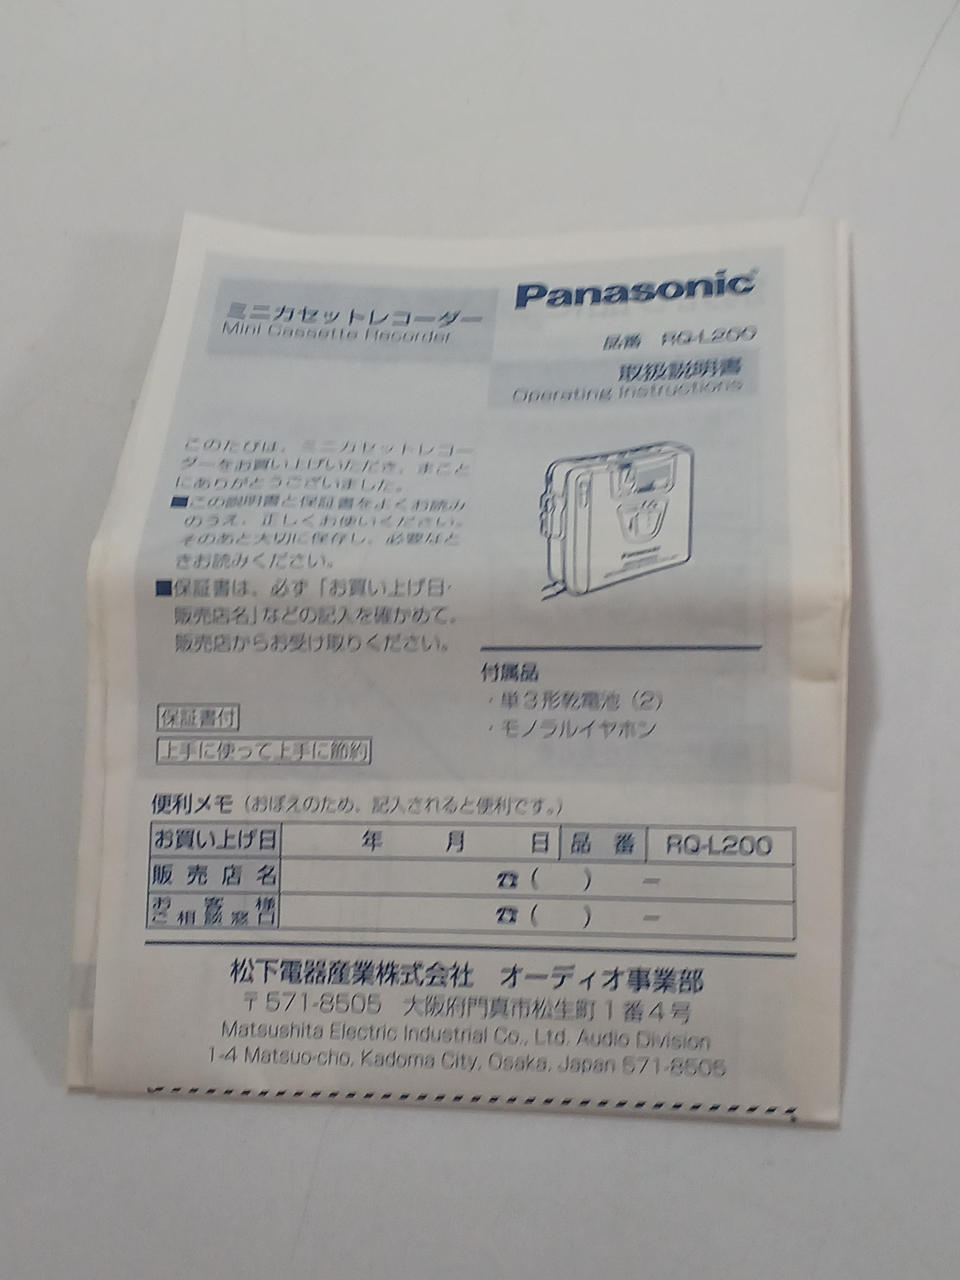 ミニカセットレコーダー
Mini Cassette Recorder
Panasonic
品番 RQ-L200
取扱説明書
Operating Instructions
このたびは、ミニカセットレコー
ダーをお買い上げいただき、まこと
にありがとうございました。
■この説明書と保証書をよくお読み
のうえ、正しくお使いください。
そのあと大切に保存し、必要なと
きお読みください。
■保証書は、必ず「お買い上げ日・
販売店名」などの記入を確かめて、
販売店からお受け取りください。
保証書付
上手に使って上手に節約
Panasonic
付属品
・単3形乾電池（2）
・モノラルイヤホン
便利メモ（おぼえのため、記入されると便利です。）
お買い上げ日 年 月 日 品番 RQ-L200
販売店名 ☎（ ） −
お客様
ご相談窓口 ☎（ ） −
松下電器産業株式会社 オーディオ事業部
〒571-8505 大阪府門真市松生町1番4号
Matsushita Electric Industrial Co., Ltd. Audio Division
1-4 Matsuo-cho, Kadoma City, Osaka, Japan 571-8505